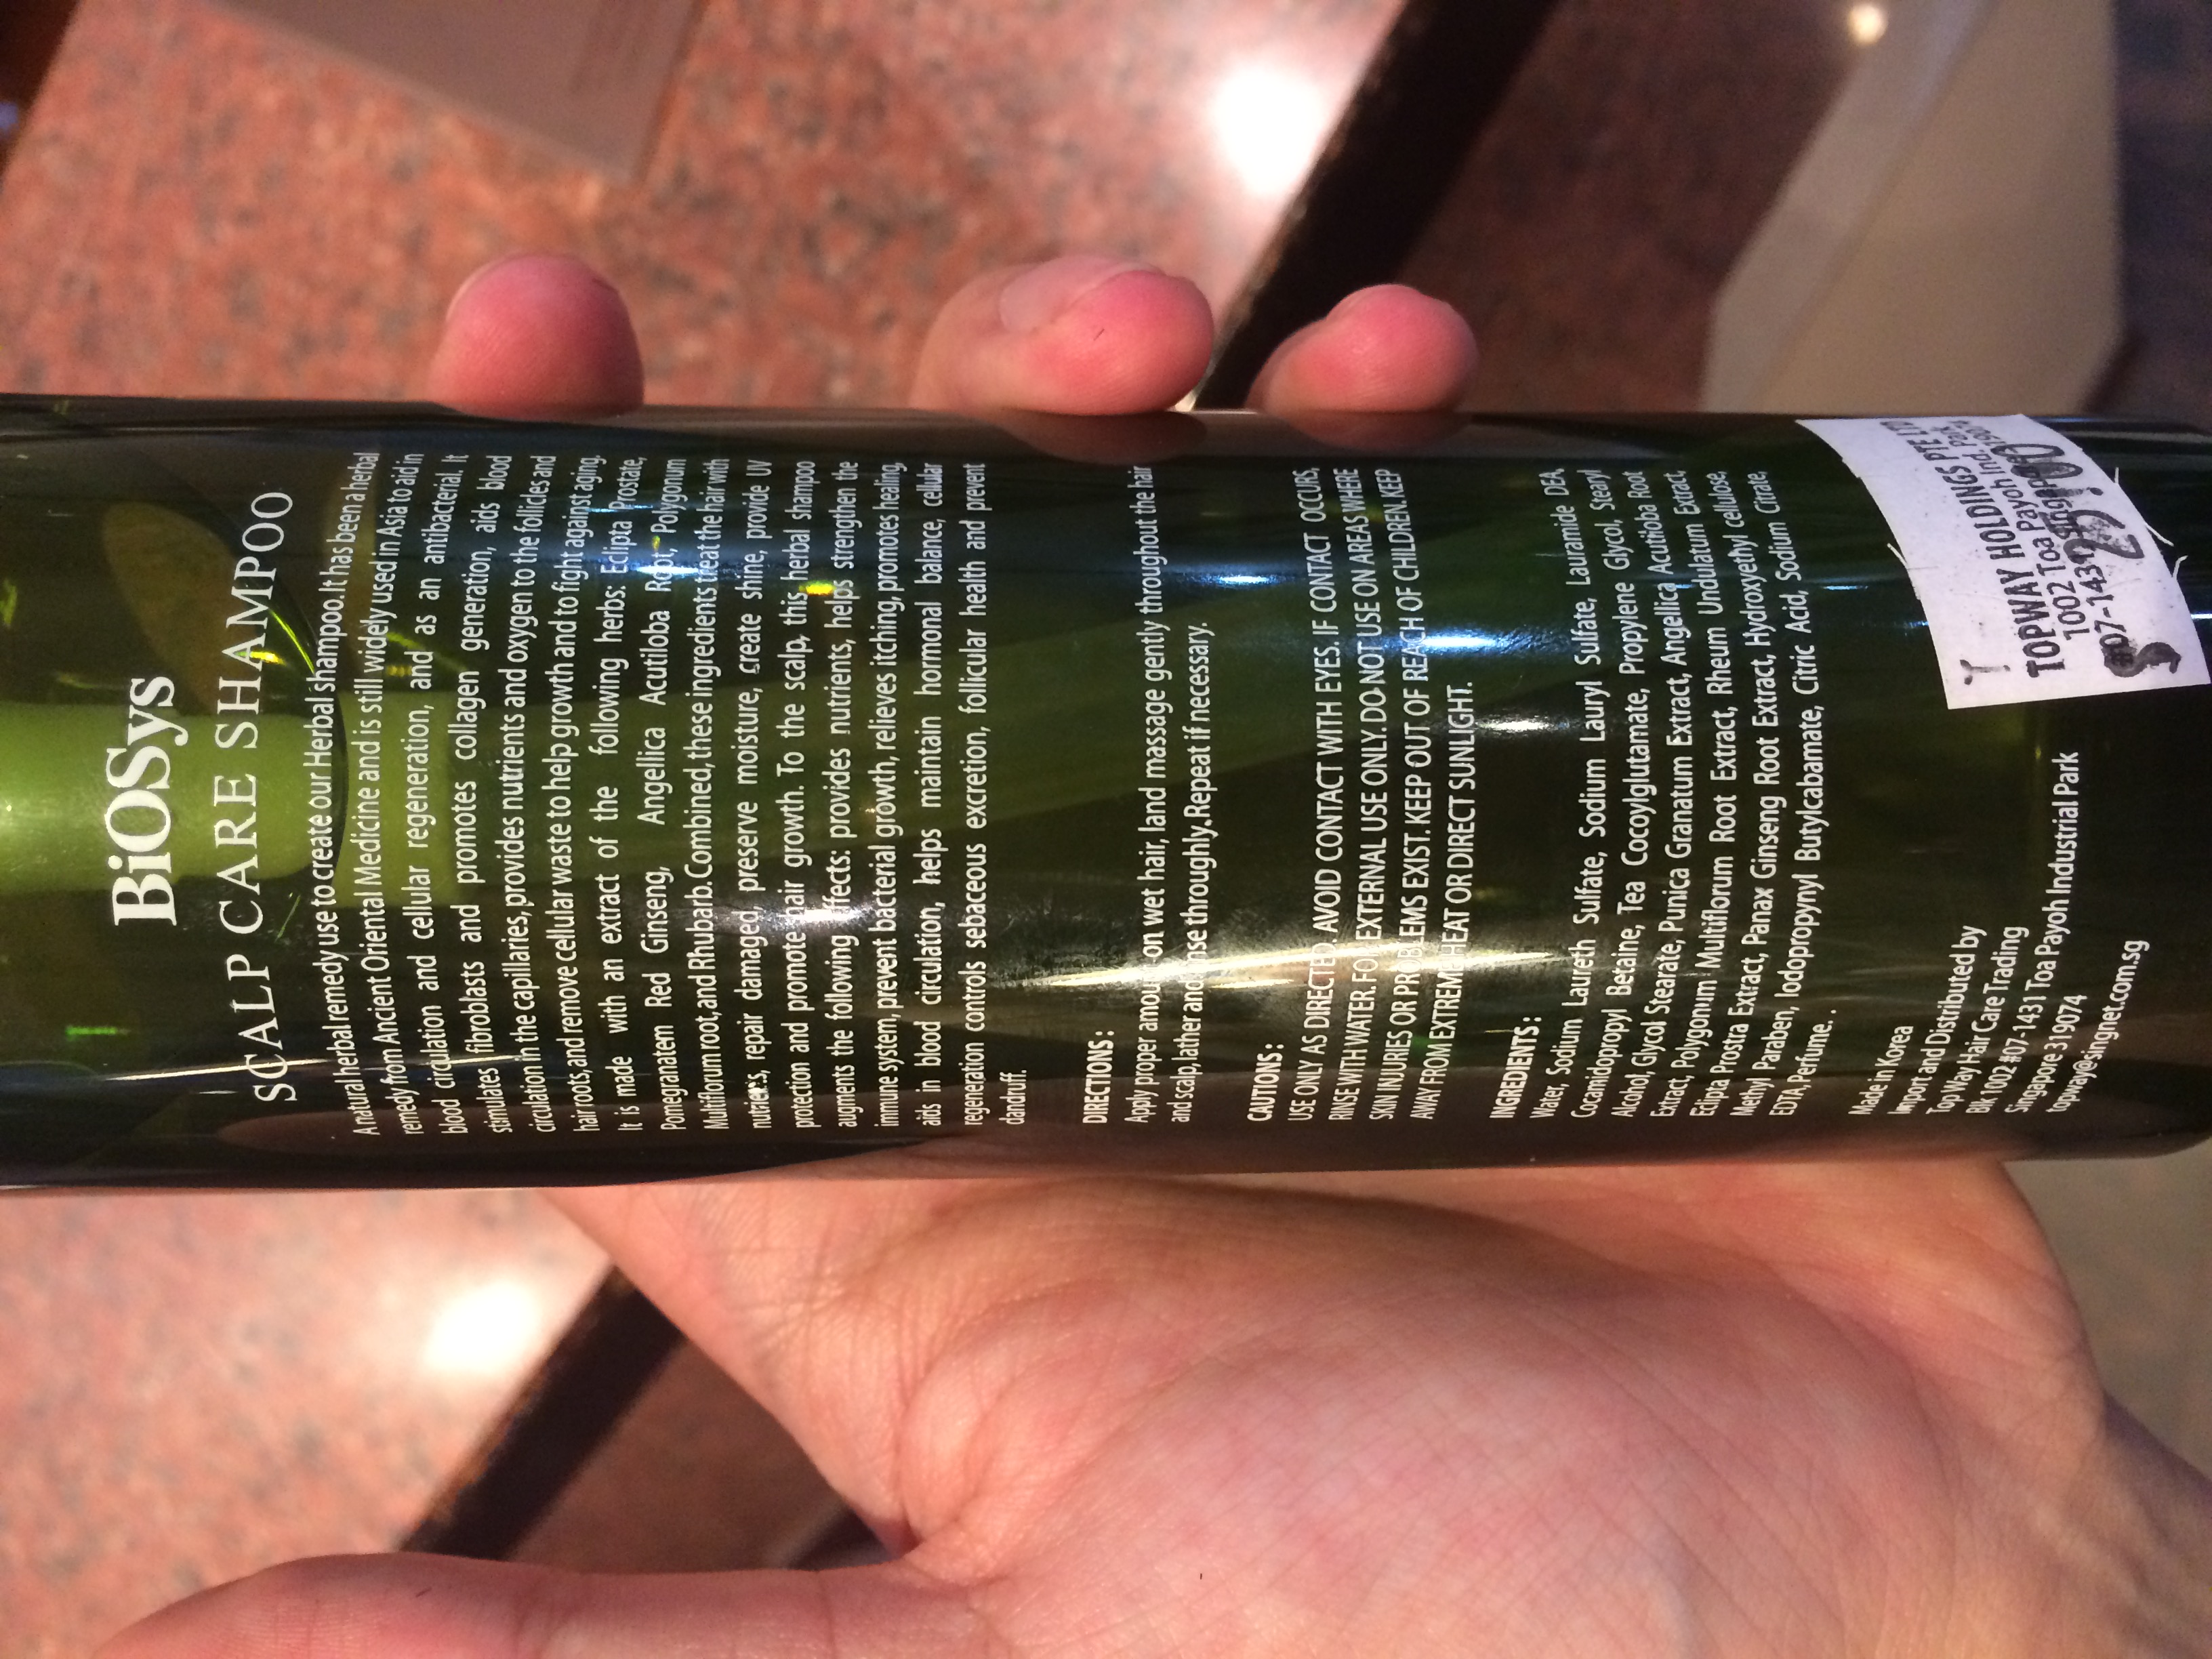 BiOSys
SCALP CARE SHAMPOO
A natural herbal remedy use to create our Herbal shampoo. It has been a herbal
remedy from Ancient Oriental Medicine and is still widely used in Asia to aid in
blood circulation and cellular regeneration, and as an antibacterial. It
stimulates fibroblasts and promotes collagen generation, aids blood
circulation in the capillaries, provides nutrients and oxygen to the follicles and
hair roots, and remove cellular waste to help growth and to fight against aging.
It is made with an extract of the following herbs: Eclipta Prostate,
Pomegranatem Red Ginseng, Angellica Acutiloba Root, Polygonum
Multiflorum root, and Rhubarb. Combined, these ingredients treat the hair with
repair damaged, preserve moisture, create shine, provide UV
protection and promote hair growth. To the scalp, this herbal shampo
augments the following effects: provides nutrients, helps strengthen the
immune system, prevent bacterial growth, relieves itching, promotes healing,
aids in blood circulation, helps maintain hormonal balance, cellular
regeneration controls sebaceous excretion, follicular health and prevent
dandruff.
DIRECTIONS :
Apply proper amount on wet hair, land massage gently throughout the hair
and scalp, lather and rinse throughly. Repeat if necessary.
CAUTIONS :
USE ONLY AS DIRECTED. AVOID CONTACT WITH EYES. IF CONTACT OCCURS,
RINSE WITH WATER. FOR EXTERNAL USE ONLY. DO NOT USE ON AREAS WHERE
SKIN INJURIES OR PROBLEMS EXIST. KEEP OUT OF REACH OF CHILDREN. KEEP
AWAY FROM EXTREME HEAT OR DIRECT SUNLIGHT.
INGREDIENTS :
Water, Sodium Laureth Sulfate, Sodium Lauryl Sulfate, Lauramide DEA,
Cocamidopropyl Betaine, Tea Cocoylglutamate, Propylene Glycol, Stearyl
Alcohol, Glycol Stearate, Punica Granatum Extract, Angellica Acutiloba Root
Extract, Polygonum Multiflorum Root Extract, Rheum Undulatum Extract,
Eclipta Prosta Extract, Panax Ginseng Root Extract, Hydroxyethyl cellulose,
Methyl Paraben, Iodopropynyl Butylcabamate, Citric Acid, Sodium Citrate,
EDTA, Perfume. .
Made in Korea
Import and Distributed by
Top Way Hair Care Trading
Blk 1002 #07-1431 Toa Payoh Industrial Park
Singapore 319074
topway@singnet.com.sg
TOPWAY HOLDINGS PTE LTD
1002 Toa Payoh Ind. Park
#07-1439